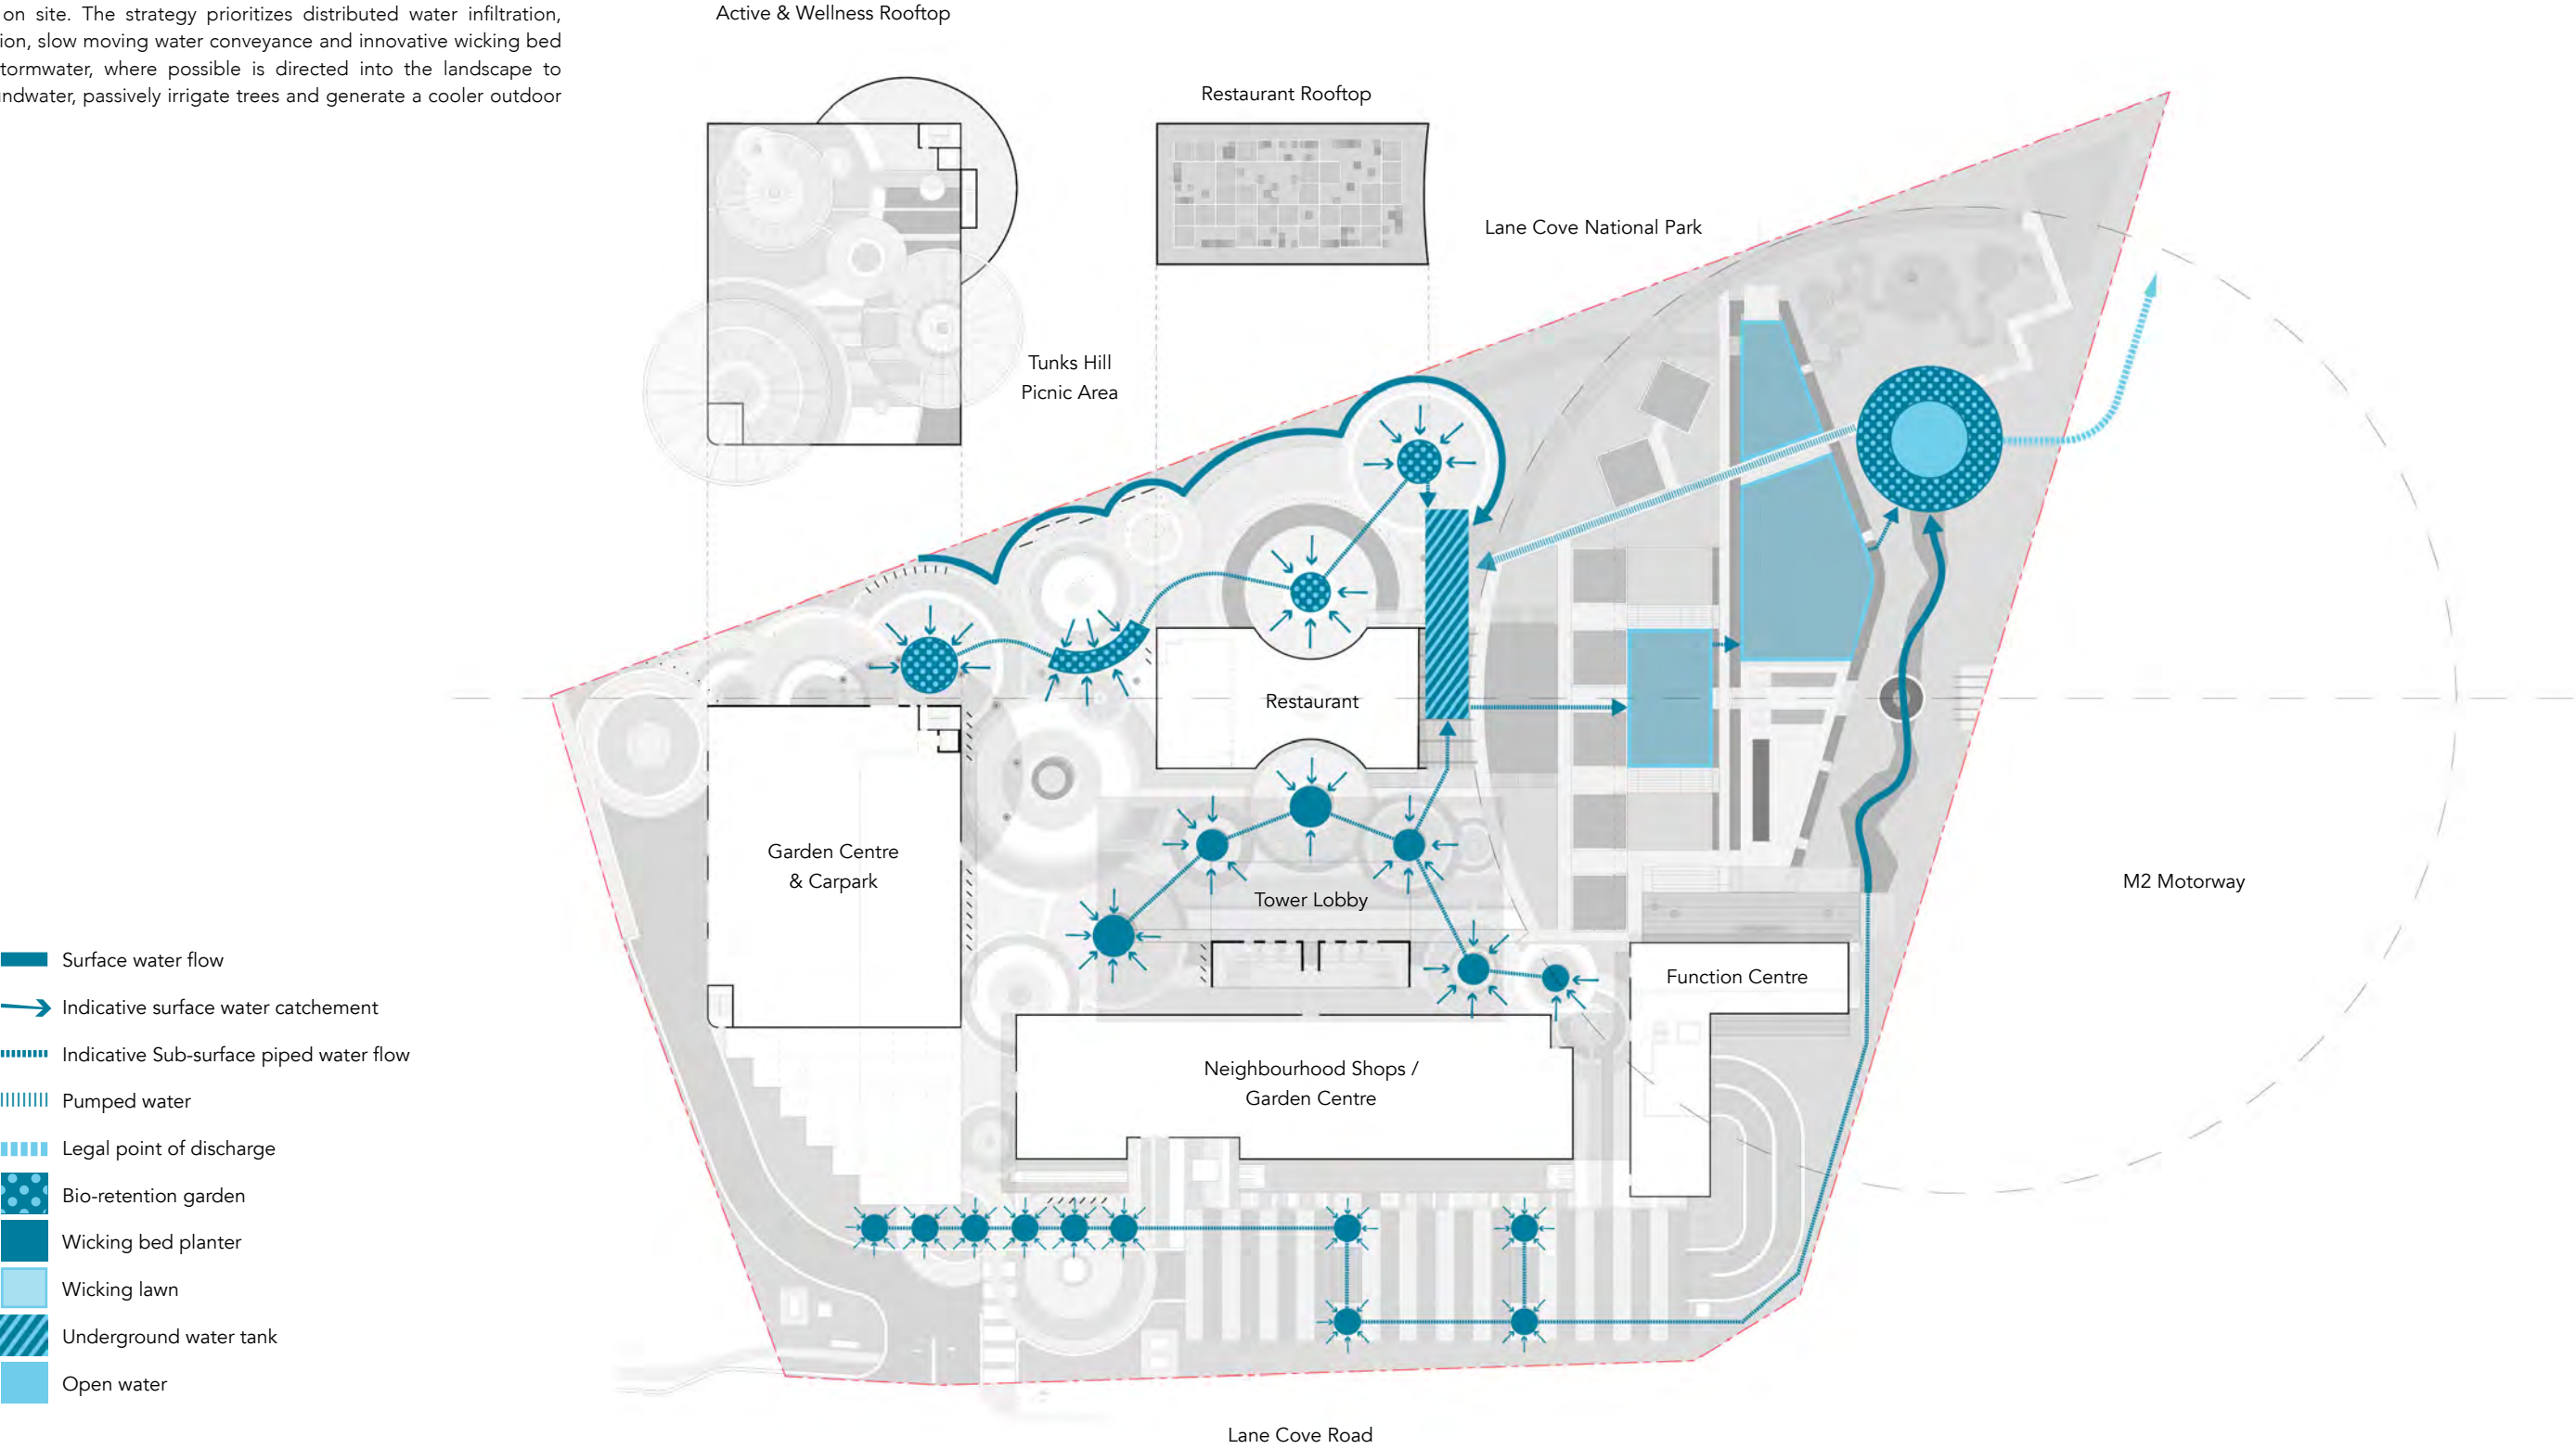 on site. The strategy prioritizes distributed water infiltration,
slow moving water conveyance and innovative wicking bed
where possible is directed into the landscape to
passively irrigate trees and generate a cooler outdoor
Active & Wellness Rooftop
Restaurant Rooftop
Lane Cove National Park
Tunks Hill
Picnic Area
Restaurant
Garden Centre
& Carpark
Tower Lobby
M2 Motorway
Function Centre
Neighbourhood Shops /
Garden Centre
Surface water flow
Indicative surface water catchement
Indicative Sub-surface piped water flow
Pumped water
Legal point of discharge
Bio-retention garden
Wicking bed planter
Wicking lawn
Underground water tank
Open water
Lane Cove Road